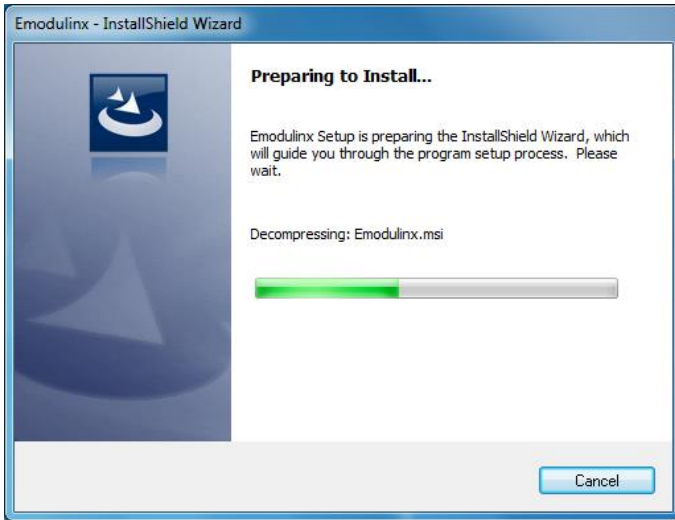 Emodulinx - InstallShield Wizard
Preparing to Install...
Emodulinx Setup is preparing the InstallShield Wizard, which
will guide you through the program setup process. Please
wait.
Decompressing: Emodulinx.msi
Cancel